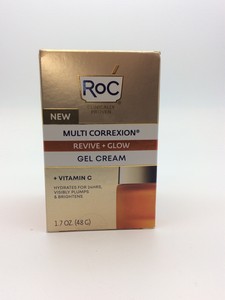 RoC
NEW
MULTI CORREXION®
REVIVE + GLOW
GEL CREAM
+ VITAMIN C
HYDRATES FOR 24HRS,
VISIBLY PLUMPS
& BRIGHTENS
1.7 OZ. (48 G)